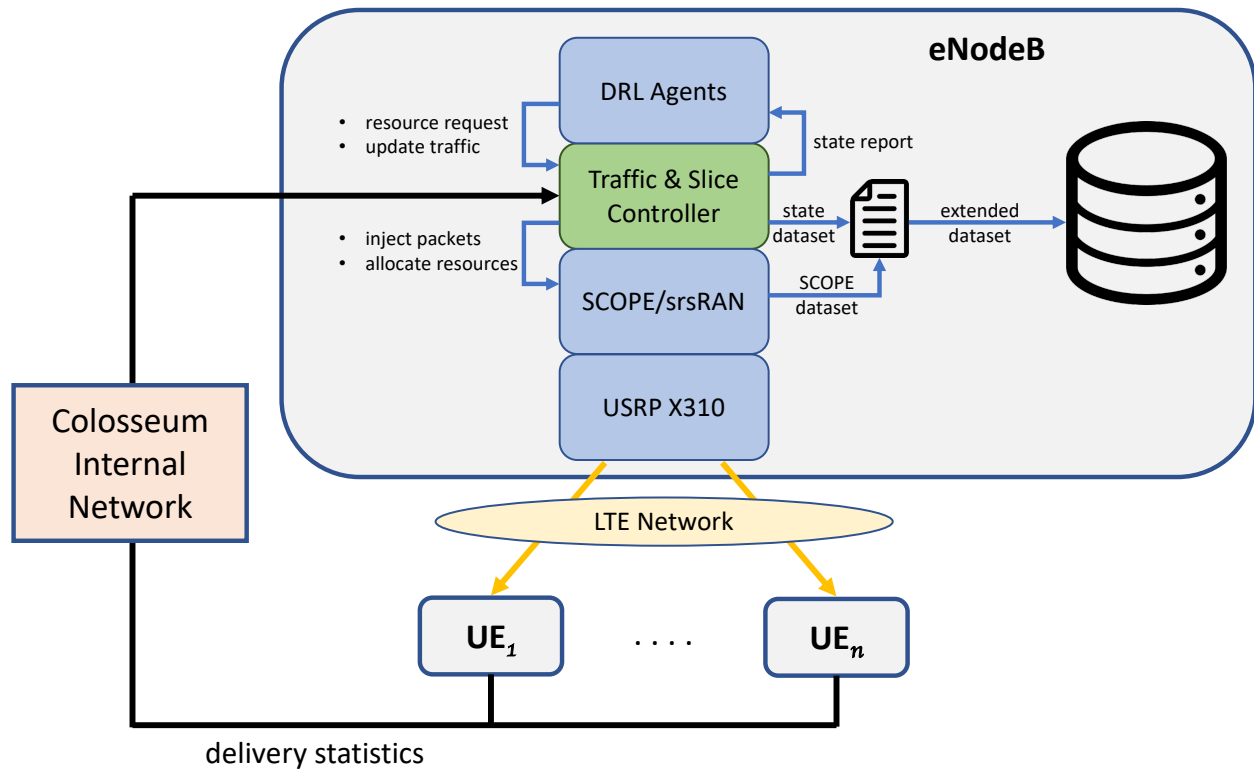 eNodeB
DRL Agents
• resource request
• update traffic
state report
Traffic & Slice
Controller
state
dataset
extended
dataset
• inject packets
• allocate resources
SCOPE/srsRAN
SCOPE
dataset
USRP X310
Colosseum
Internal
Network
LTE Network
UE1
. . . .
UEn
delivery statistics